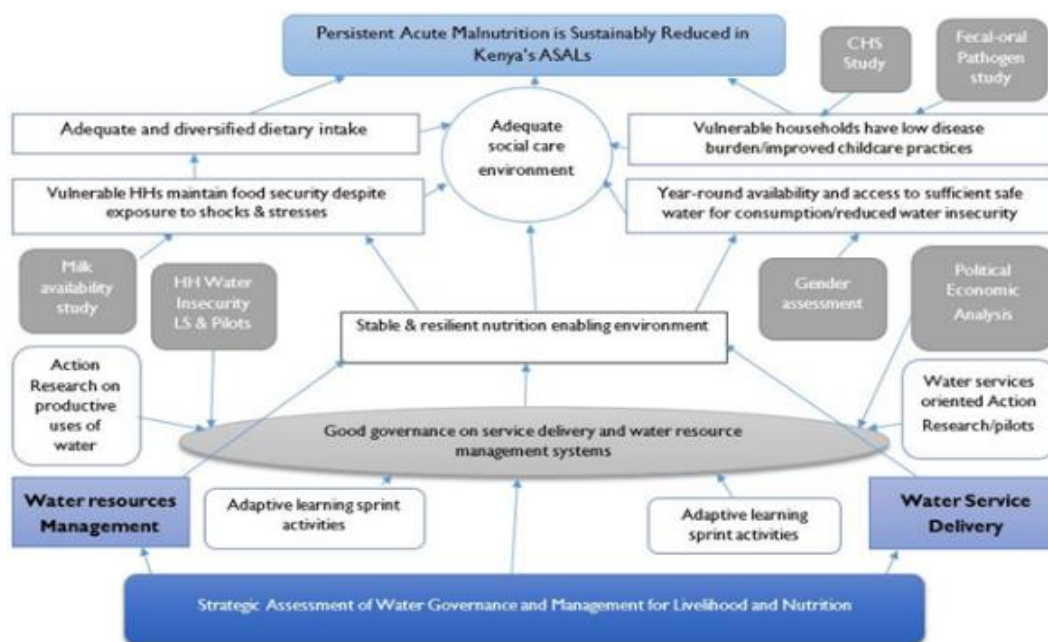 Persistent Acute Malnutrition is Sustainably Reduced in
Kenya's ASALs
CHS
Study
Fecal-oral
Pathogen
study
Adequate and diversified dietary intake
Adequate
social care
environment
Vulnerable households have low disease
burden/improved childcare practices
Vulnerable HHs maintain food security despite
exposure to shocks & stresses
Year-round availability and access to sufficient safe
water for consumption/reduced water insecurity
Milk
availability
study
HH Water
Insecurity
LS & Pilots
Gender
assessment
Political
Economic
Analysis
Stable & resilient nutrition enabling environment
Action
Research on
productive
uses of
water
Water services
oriented Action
Research/pilots
Good governance on service delivery and water resource
management systems
Water resources
Management
Adaptive learning sprint
activities
Adaptive learning
sprint activities
Water Service
Delivery
Strategic Assessment of Water Governance and Management for Livelihood and Nutrition